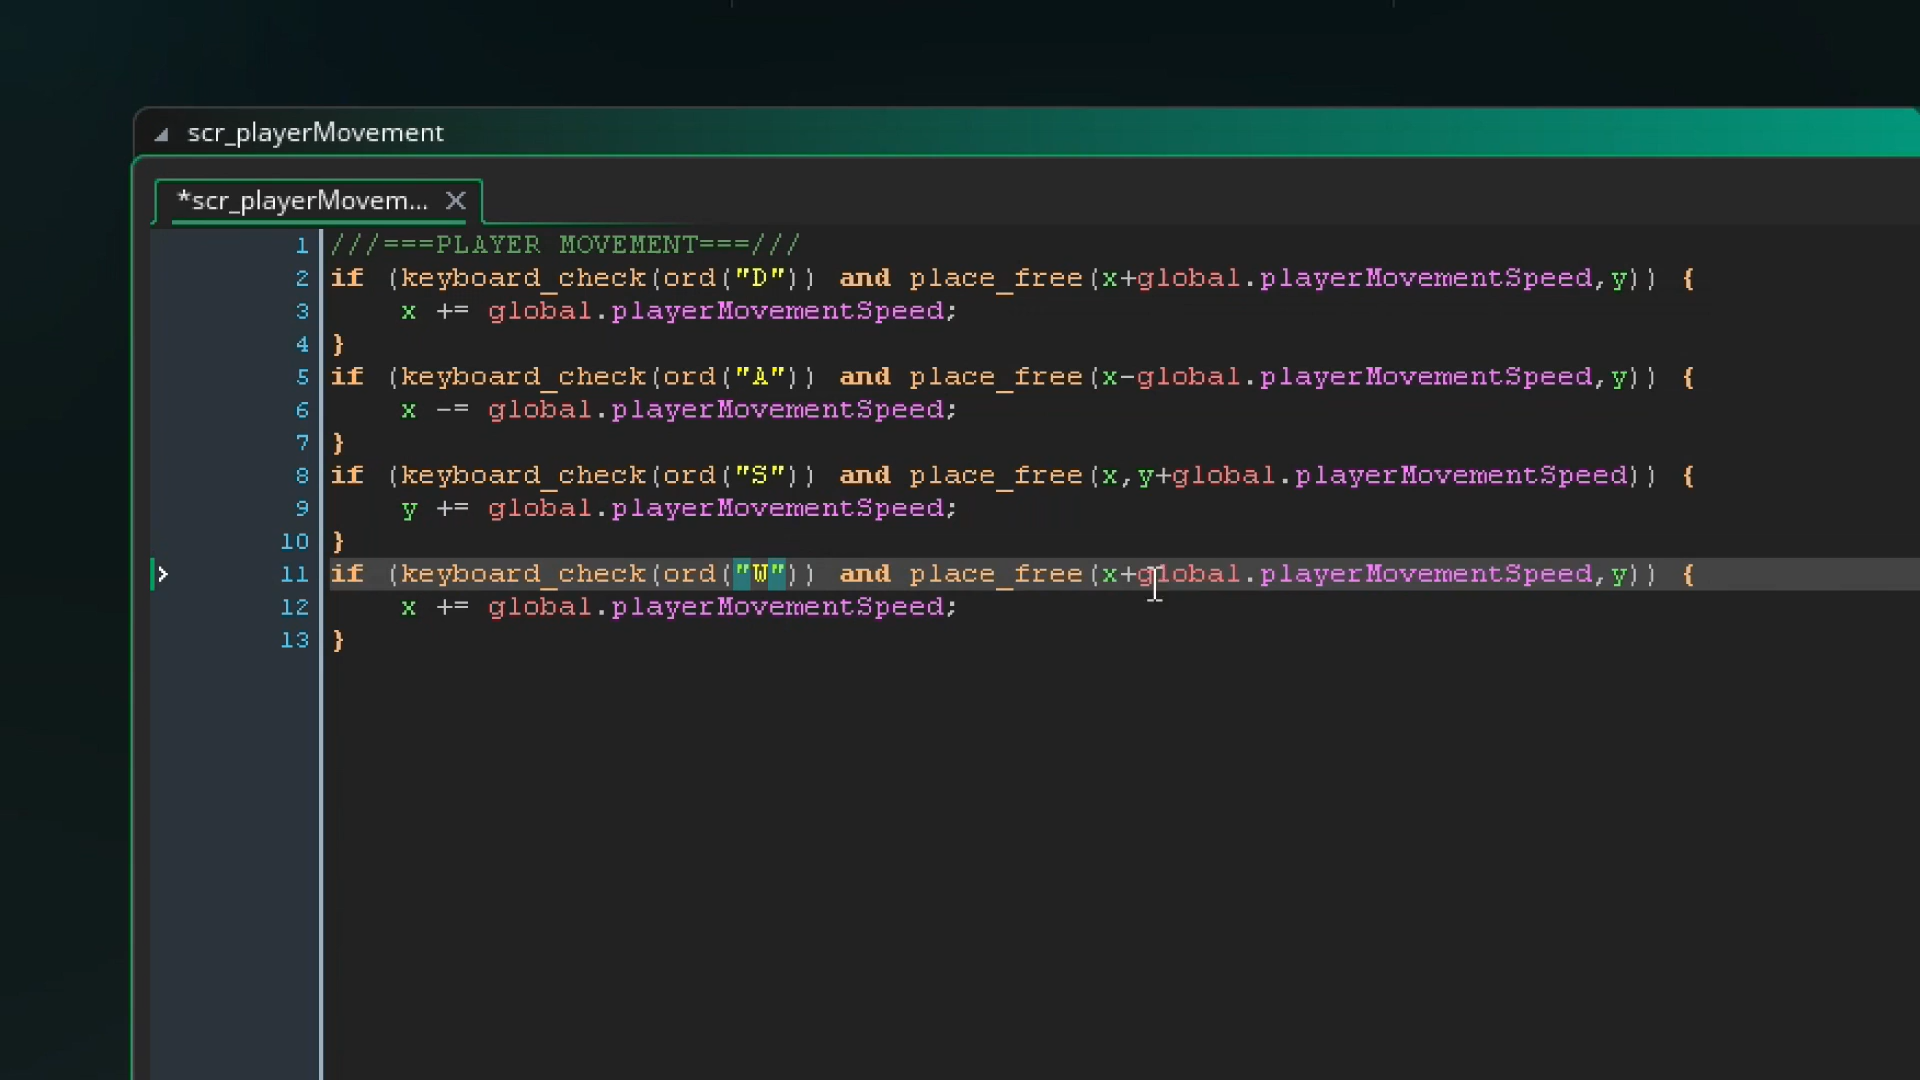 scr_playerMovement
*scr_playerMovem...
1 ///===PLAYER MOVEMENT===///
2 if (keyboard_check(ord("D")) and place_free(x+global.playerMovementSpeed,y)) {
3 x += global.playerMovementSpeed;
4 }
5 if (keyboard_check(ord("A")) and place_free(x-global.playerMovementSpeed,y)) {
6 x -= global.playerMovementSpeed;
7 }
8 if (keyboard_check(ord("S")) and place_free(x,y+global.playerMovementSpeed)) {
9 y += global.playerMovementSpeed;
10 }
11 if (keyboard_check(ord("W")) and place_free(x+global.playerMovementSpeed,y)) {
12 x += global.playerMovementSpeed;
13 }